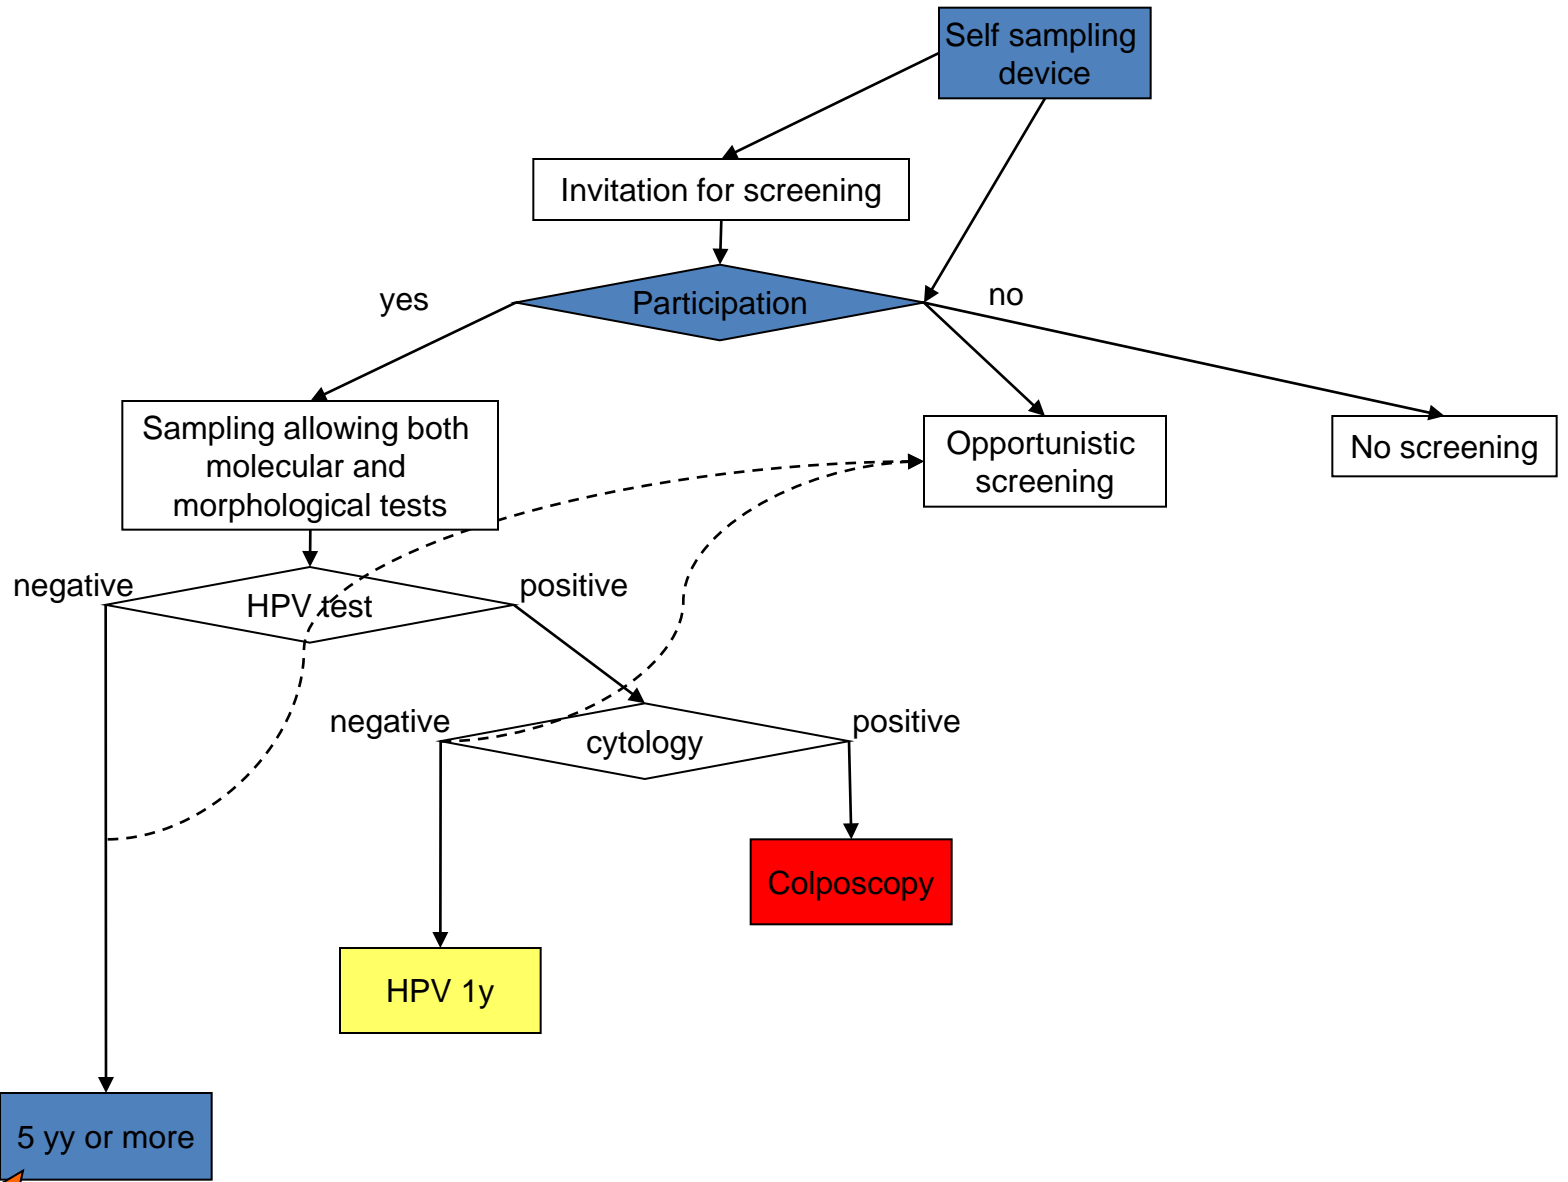 Self sampling
device
Invitation for screening
Participation
yes
no
Sampling allowing both
molecular and
morphological tests
Opportunistic
screening
No screening
negative
HPV test
positive
negative
cytology
positive
Colposcopy
HPV 1y
5 yy or more